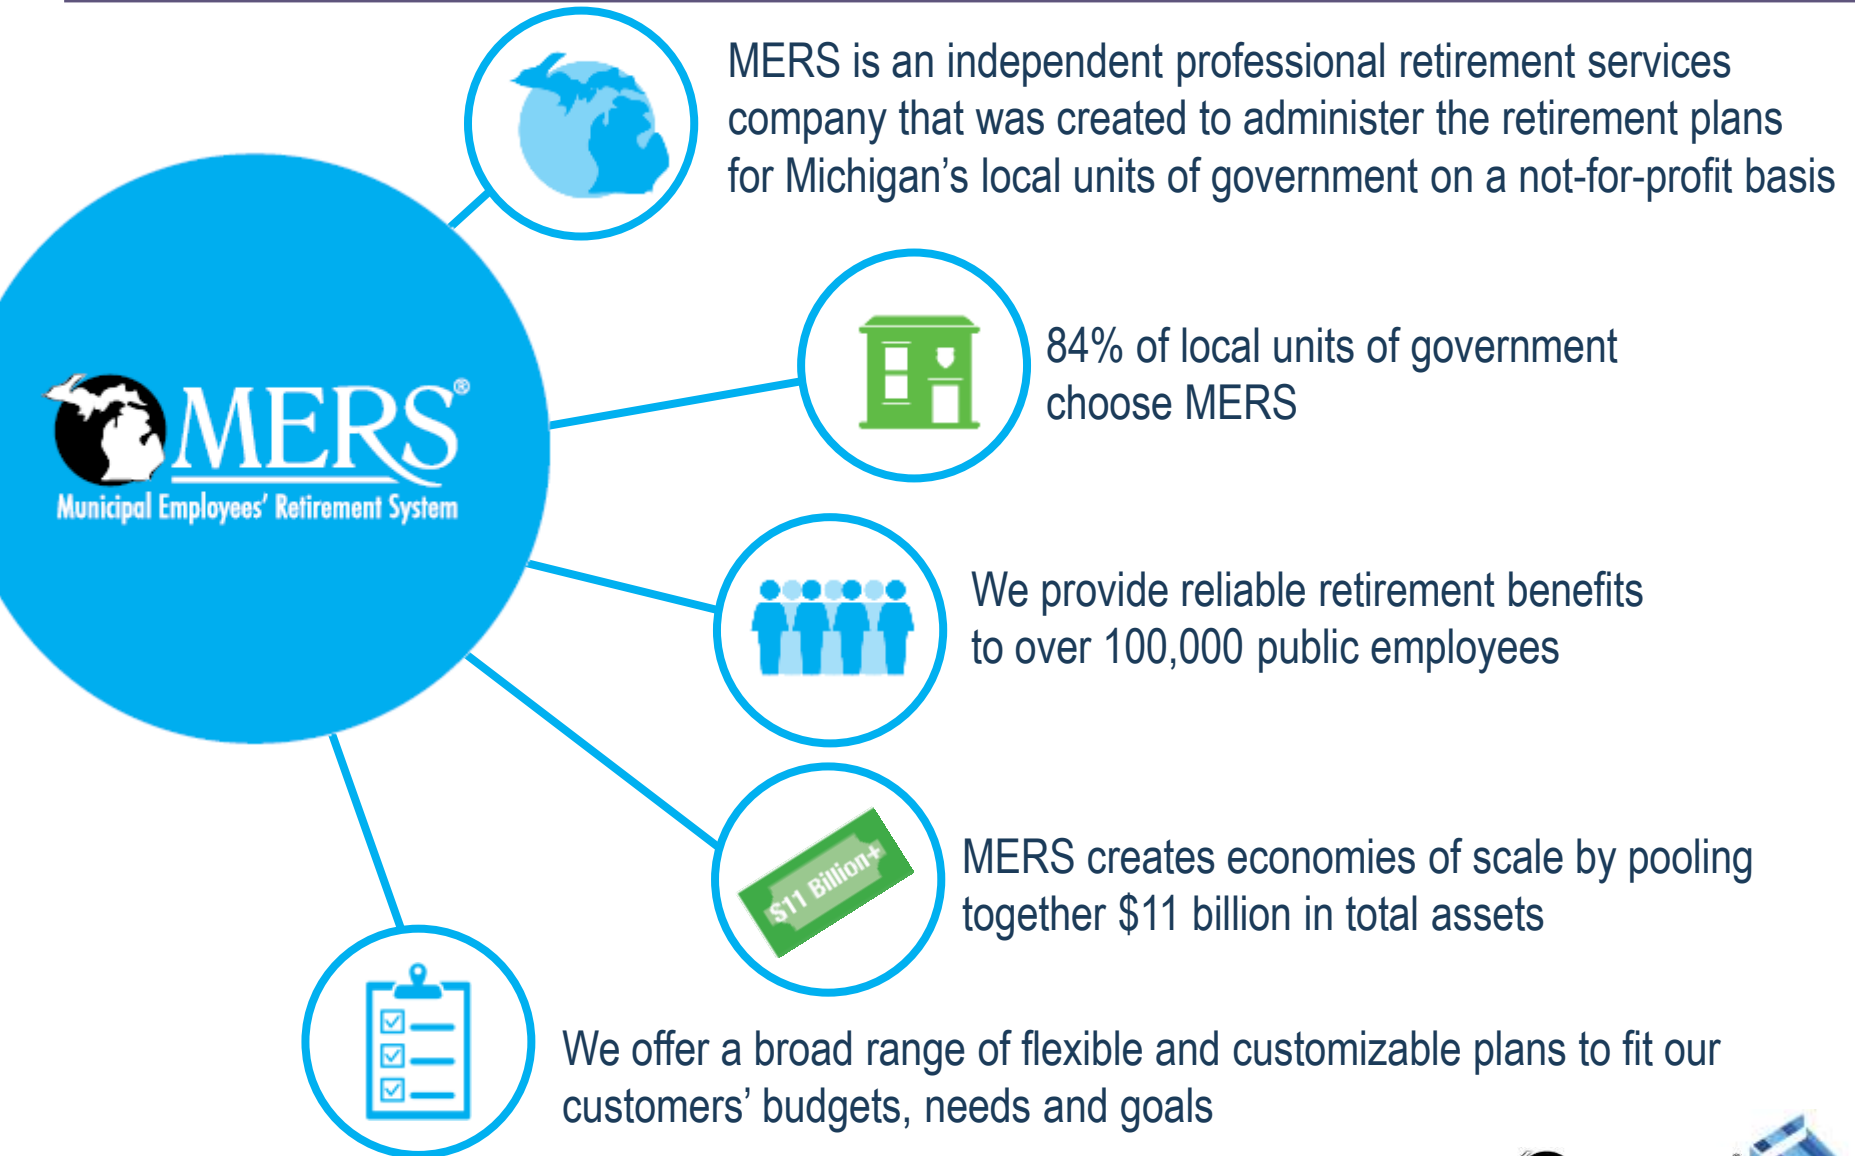 MERS is an independent professional retirement services
company that was created to administer the retirement plans
for Michigan’s local units of government on a not-for-profit basis
84% of local units of government
choose MERS
MERS®
Municipal Employees’ Retirement System
We provide reliable retirement benefits
to over 100,000 public employees
$11 Billion+
MERS creates economies of scale by pooling
together $11 billion in total assets
We offer a broad range of flexible and customizable plans to fit our
customers’ budgets, needs and goals